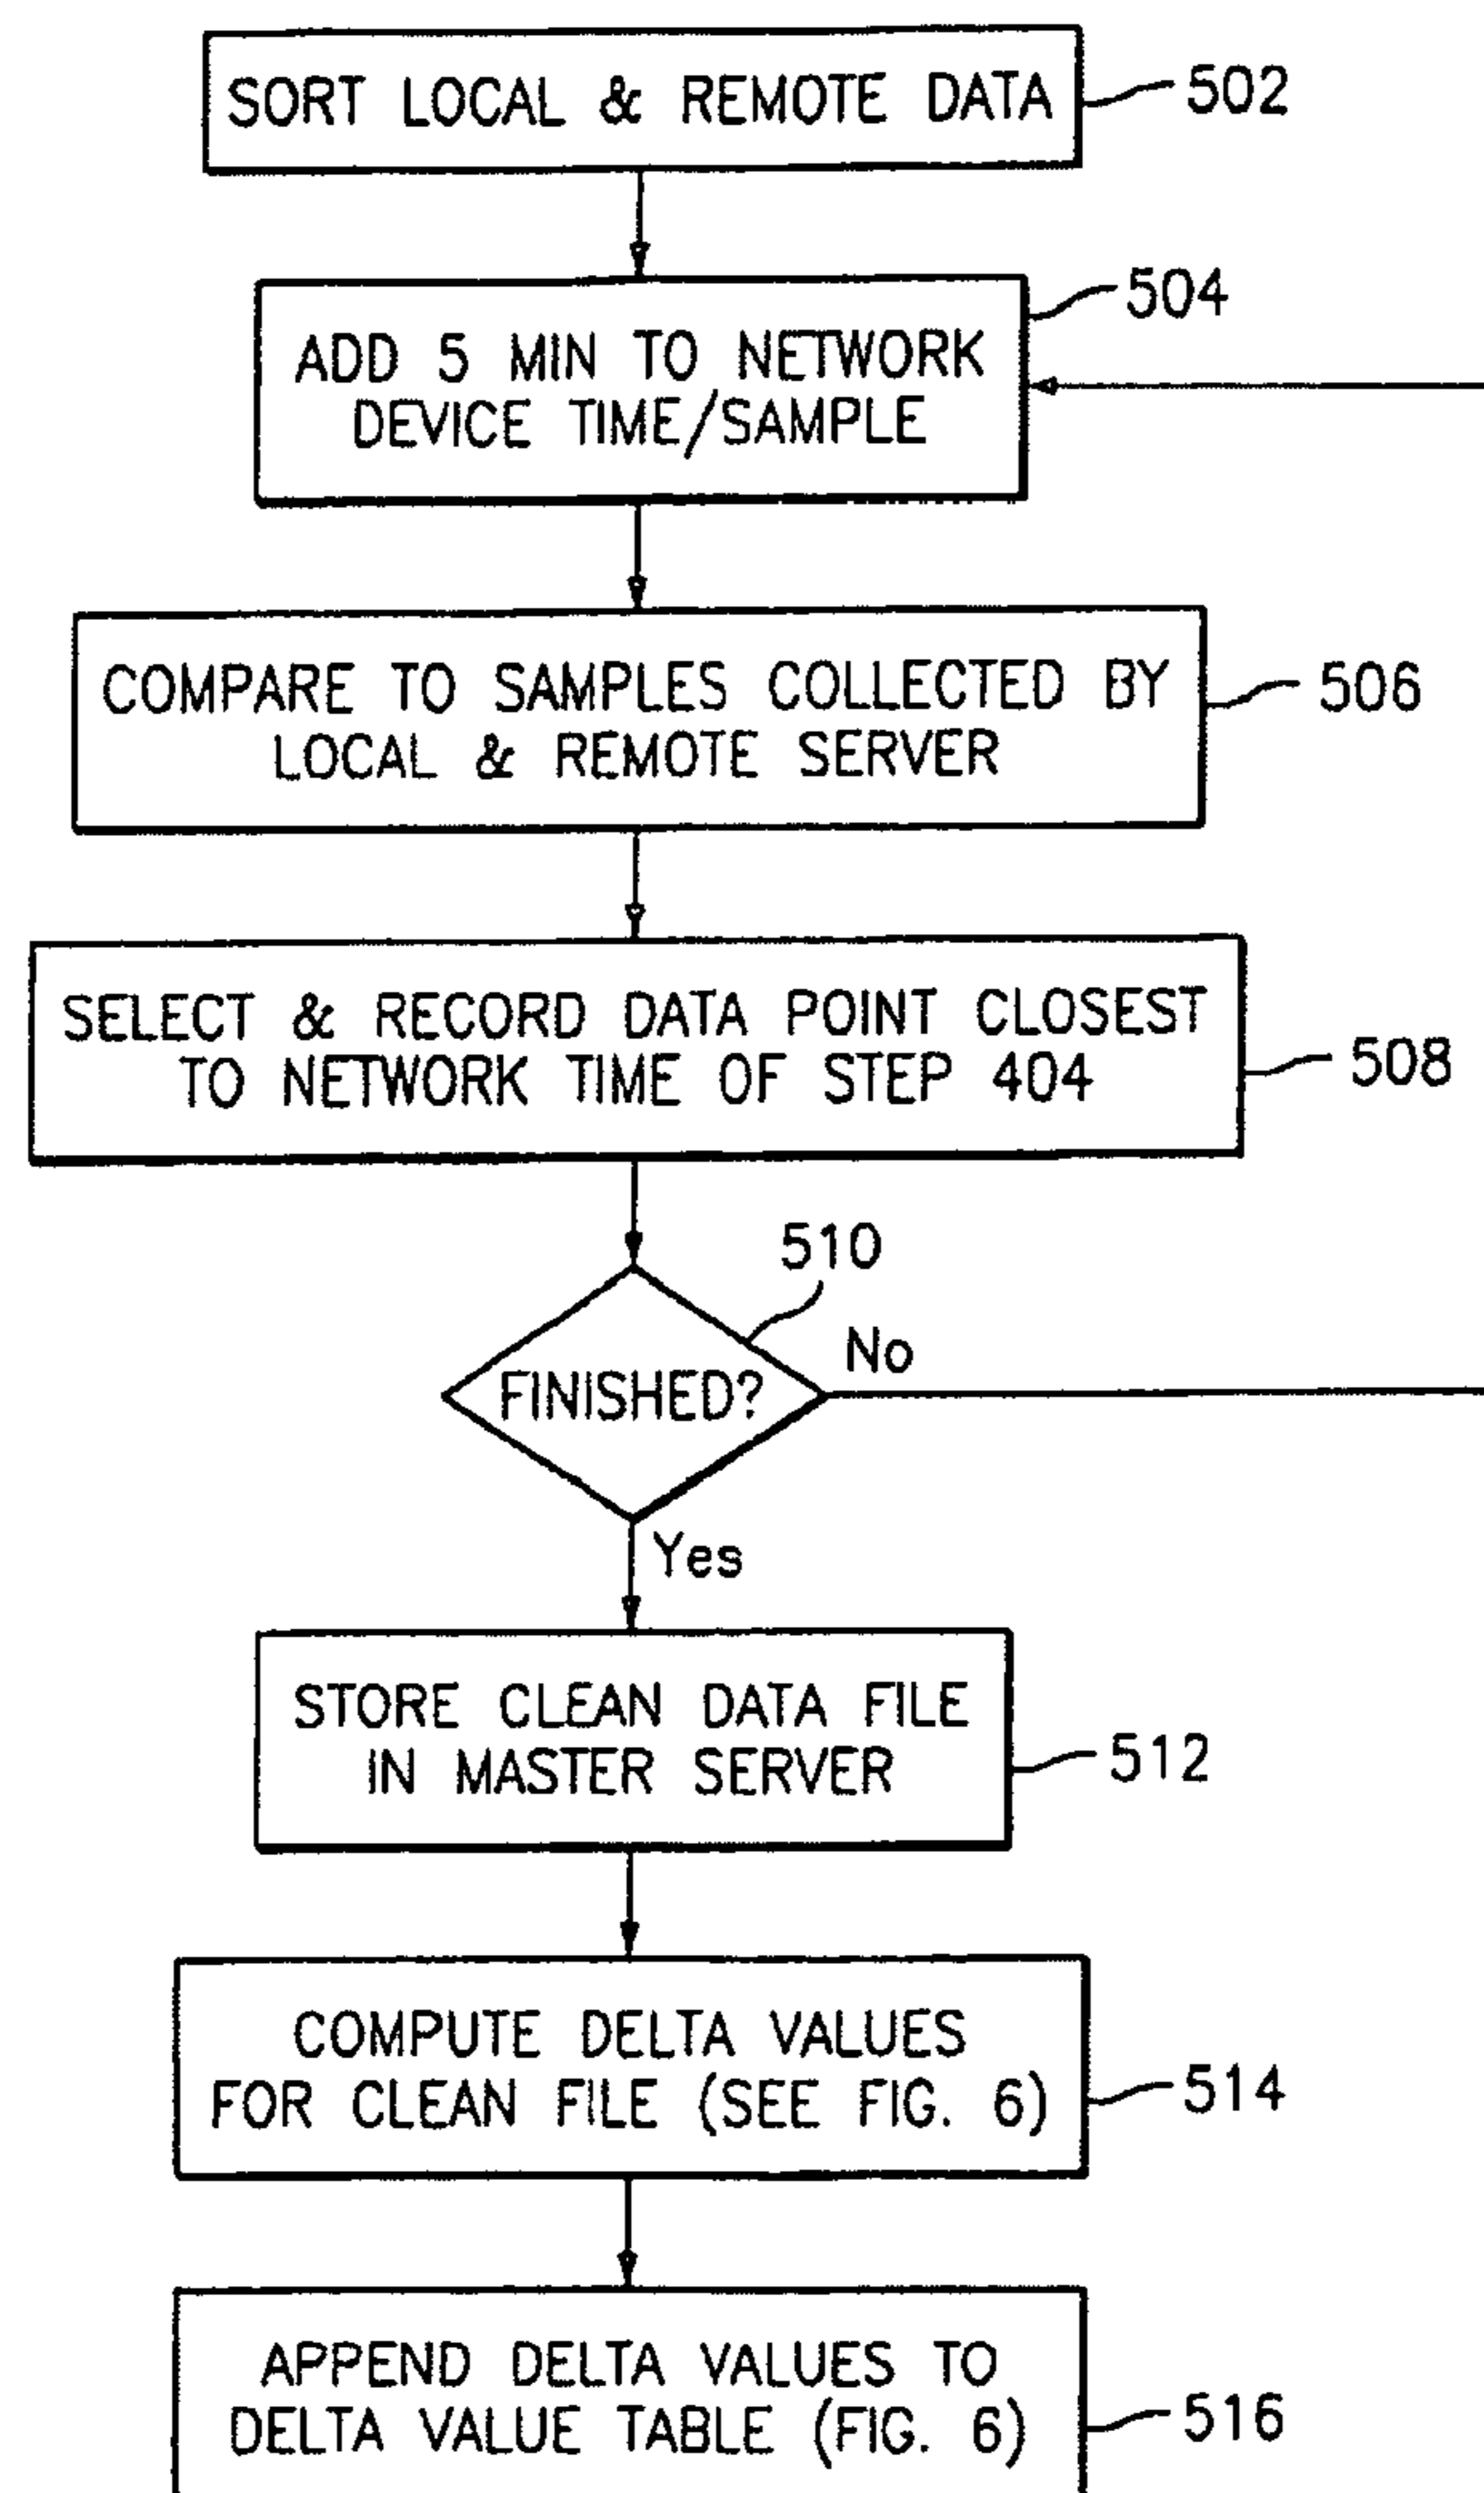 SORT LOCAL & REMOTE DATA
502
504
ADD 5 MIN TO NETWORK
DEVICE TIME/SAMPLE
COMPARE TO SAMPLES COLLECTED BY
LOCAL & REMOTE SERVER
506
SELECT & RECORD DATA POINT CLOSEST
TO NETWORK TIME OF STEP 404
508
510
No
FINISHED?
Yes
STORE CLEAN DATA FILE
IN MASTER SERVER
512
COMPUTE DELTA VALUES
FOR CLEAN FILE (SEE FIG. 6)
514
APPEND DELTA VALUES TO
DELTA VALUE TABLE (FIG. 6)
516